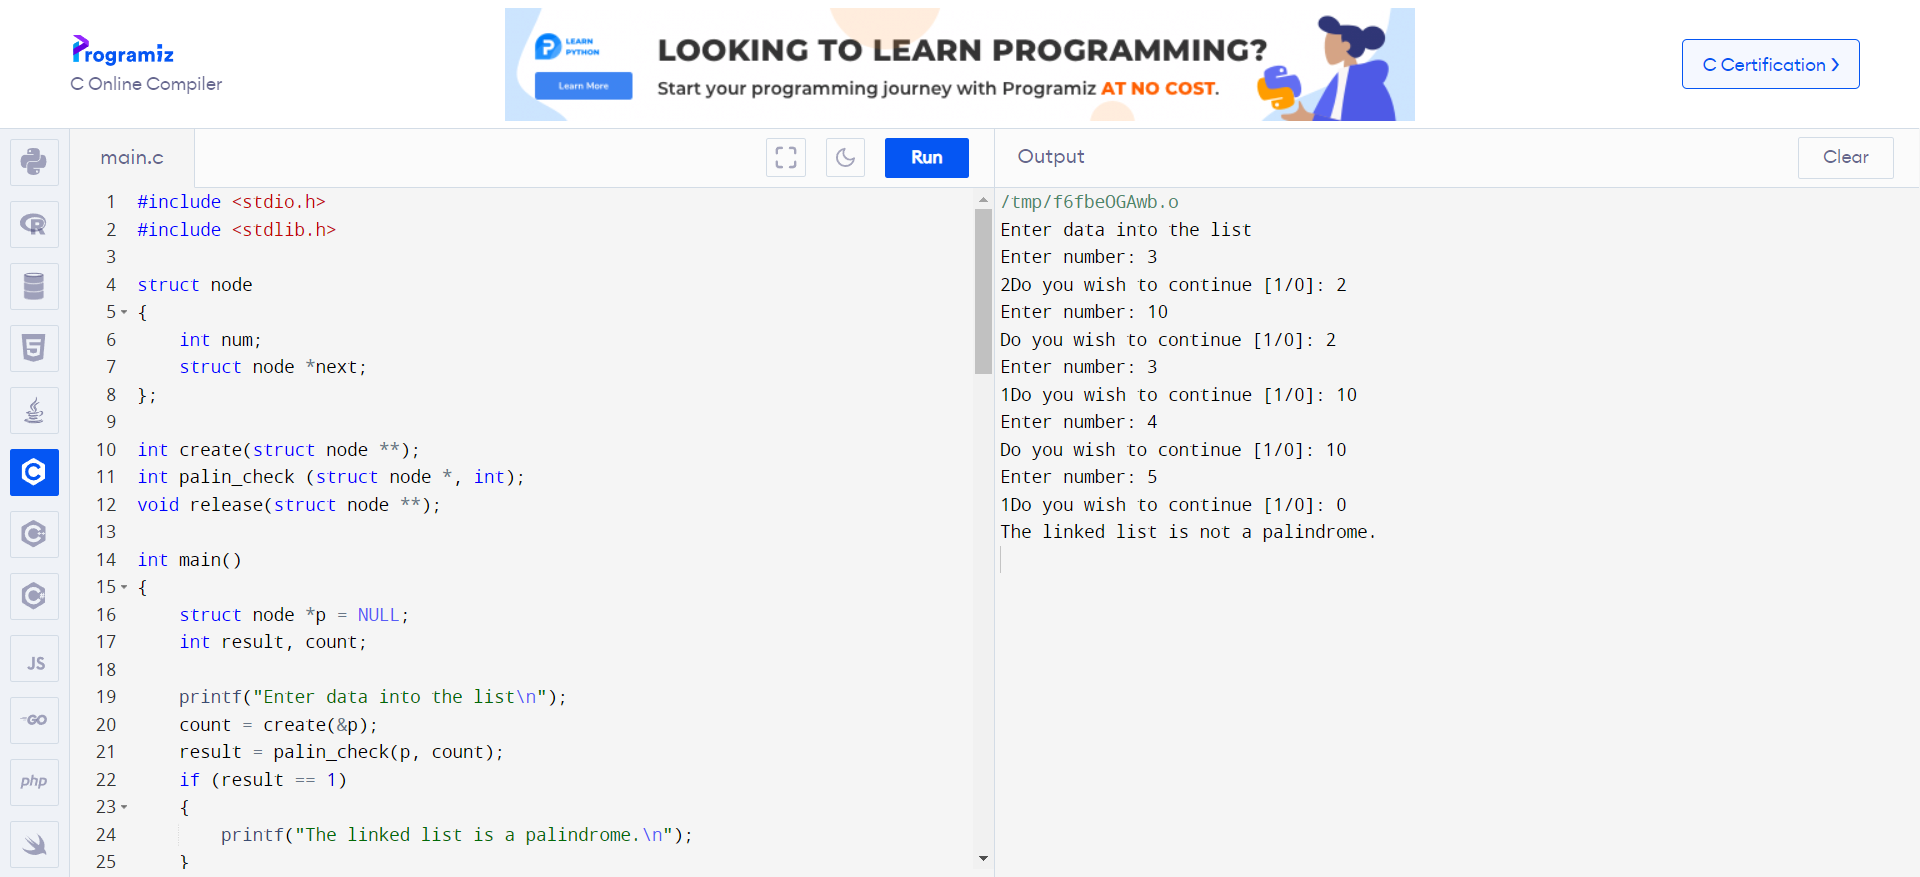 Programiz
C Online Compiler
LEARN
PYTHON
Learn More
LOOKING TO LEARN PROGRAMMING?
Start your programming journey with Programiz AT NO COST.
C Certification
main.c
Run
Output
Clear
1 #include <stdio.h>
2 #include <stdlib.h>
3
4 struct node
5 {
6     int num;
7     struct node *next;
8 };
9
10 int create(struct node **);
11 int palin_check (struct node *, int);
12 void release(struct node **);
13
14 int main()
15 {
16     struct node *p = NULL;
17     int result, count;
18
19     printf("Enter data into the list\n");
20     count = create(&p);
21     result = palin_check(p, count);
22     if (result == 1)
23     {
24         printf("The linked list is a palindrome.\n");
25     }
/tmp/f6fbeOGAwb.o
Enter data into the list
Enter number: 3
2Do you wish to continue [1/0]: 2
Enter number: 10
Do you wish to continue [1/0]: 2
Enter number: 3
1Do you wish to continue [1/0]: 10
Enter number: 4
Do you wish to continue [1/0]: 10
Enter number: 5
1Do you wish to continue [1/0]: 0
The linked list is not a palindrome.
R
5
C
C
C#
JS
GO
php